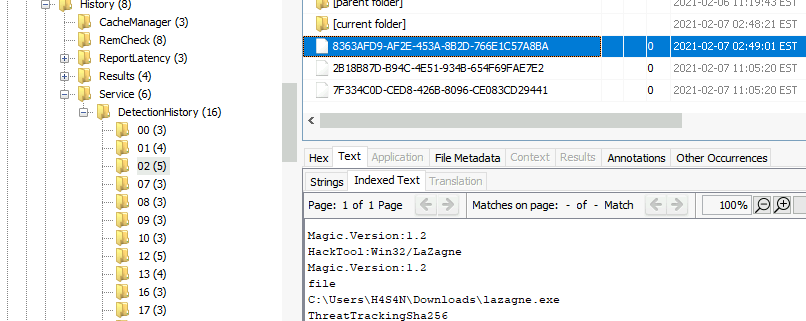 History (8)
CacheManager (3)
RemCheck (8)
ReportLatency (3)
Results (4)
Service (6)
DetectionHistory (16)
00 (3)
01 (4)
02 (5)
07 (3)
08 (3)
09 (3)
10 (3)
12 (5)
13 (4)
16 (3)
17 (3)
[parent folder] 2021-02-06 11:19:43 EST
[current folder] 2021-02-07 02:48:21 EST
8363AFD9-AF2E-453A-8B2D-766E1C57A8BA 0 2021-02-07 02:49:01 EST
2B18B87D-B94C-4E51-934B-654F69FAE7E2 0 2021-02-07 11:05:20 EST
7F334C0D-CED8-426B-8096-CE083CD29441 0 2021-02-07 11:05:20 EST
Hex Text Application File Metadata Context Results Annotations Other Occurrences
Strings Indexed Text Translation
Page: 1 of 1 Page Matches on page: - of - Match 100%
Magic.Version:1.2
HackTool:Win32/LaZagne
Magic.Version:1.2
file
C:\Users\H4S4N\Downloads\lazagne.exe
ThreatTrackingSha256